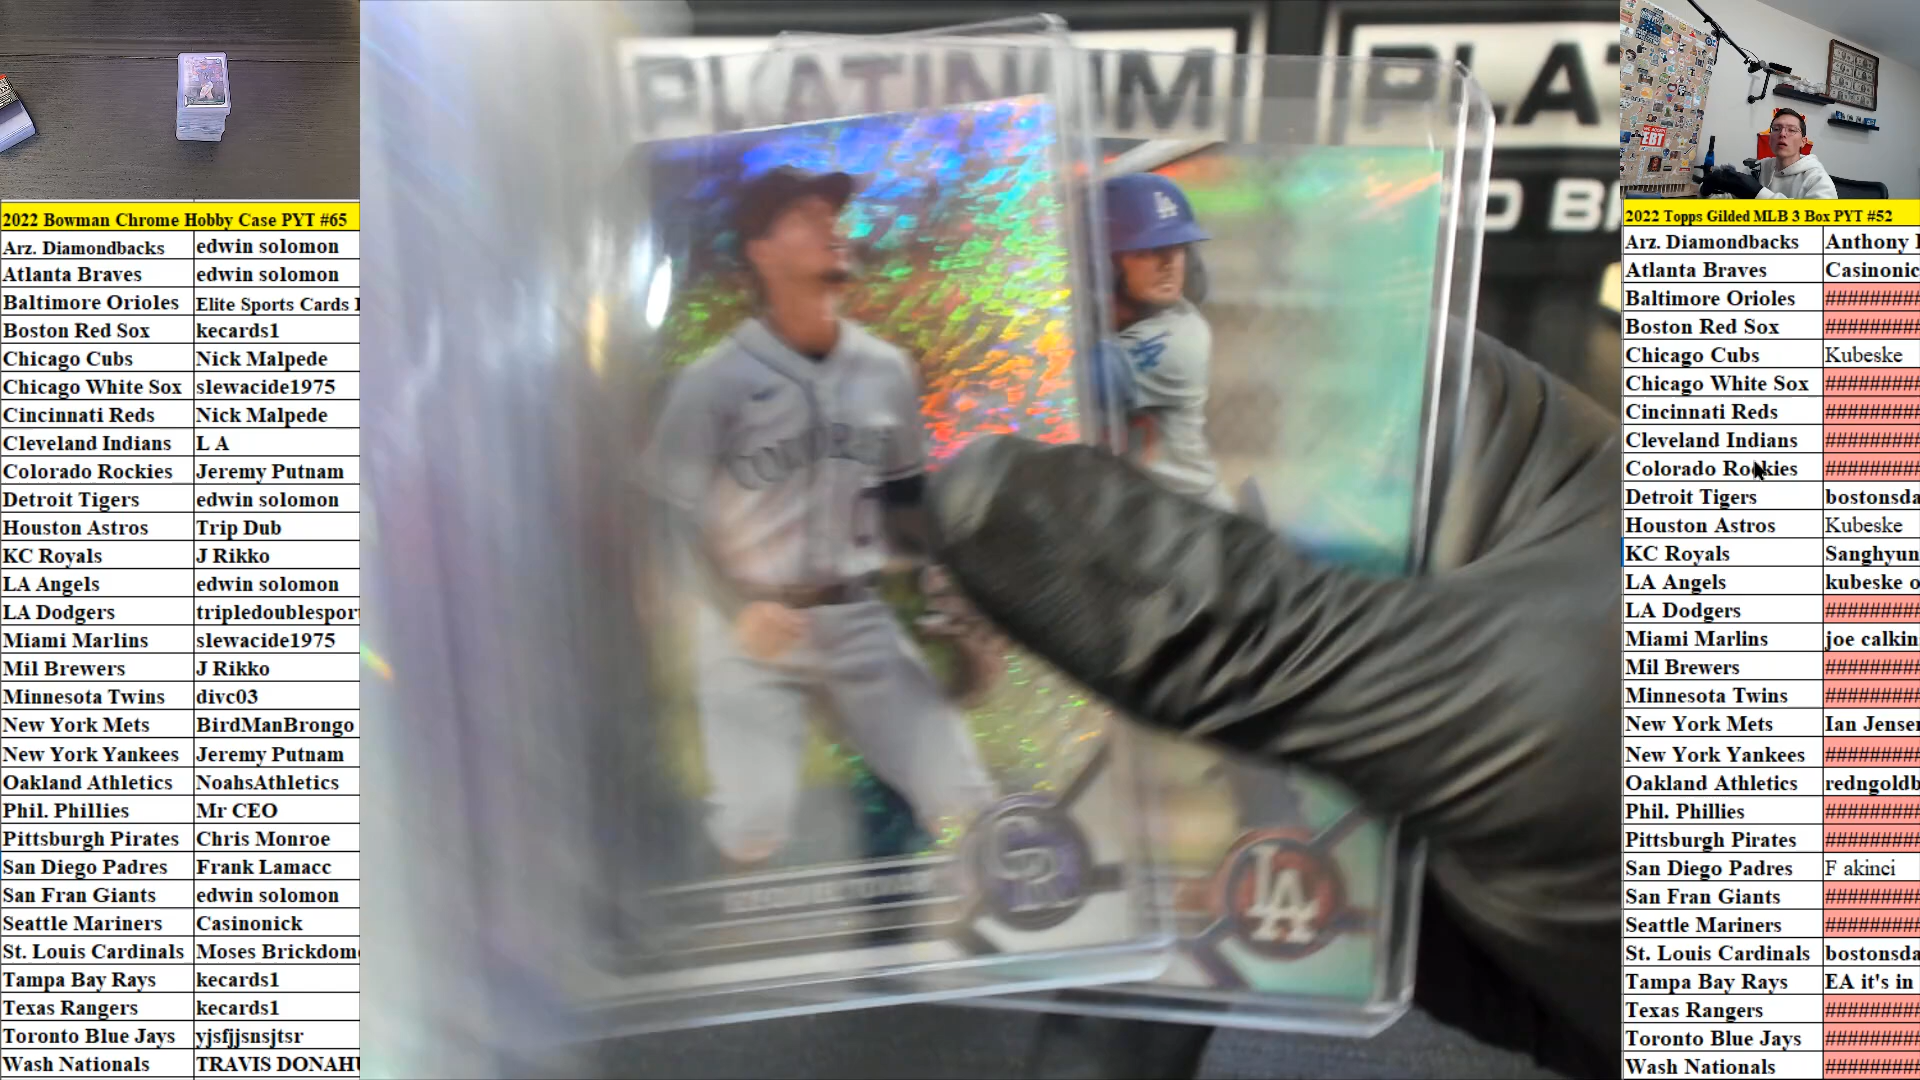 2022 Bowman Chrome Hobby Case PYT #65
Arz. Diamondbacks edwin solomon
Atlanta Braves edwin solomon
Baltimore Orioles Elite Sports Cards
Boston Red Sox kecards1
Chicago Cubs Nick Malpede
Chicago White Sox slewacide1975
Cincinnati Reds Nick Malpede
Cleveland Indians L A
Colorado Rockies Jeremy Putnam
Detroit Tigers edwin solomon
Houston Astros Trip Dub
KC Royals J Rikko
LA Angels edwin solomon
LA Dodgers tripledoublesport
Miami Marlins slewacide1975
Mil Brewers J Rikko
Minnesota Twins divc03
New York Mets BirdManBrongo
New York Yankees Jeremy Putnam
Oakland Athletics NoahsAthletics
Phil. Phillies Mr CEO
Pittsburgh Pirates Chris Monroe
San Diego Padres Frank Lamacc
San Fran Giants edwin solomon
Seattle Mariners Casinonick
St. Louis Cardinals Moses Brickdom
Tampa Bay Rays kecards1
Texas Rangers kecards1
Toronto Blue Jays yjsfjjsnsjtsr
Wash Nationals TRAVIS DONAH
PLATINUM PLA
LA
COLORADO
CR
LA
EBT
2022 Topps Gilded MLB 3 Box PYT #52
Arz. Diamondbacks Anthony
Atlanta Braves Casinonic
Baltimore Orioles #########
Boston Red Sox #########
Chicago Cubs Kubeske
Chicago White Sox #########
Cincinnati Reds #########
Cleveland Indians #########
Colorado Rockies #########
Detroit Tigers bostonsda
Houston Astros Kubeske
KC Royals Sanghyun
LA Angels kubeske o
LA Dodgers #########
Miami Marlins joe calkin
Mil Brewers #########
Minnesota Twins #########
New York Mets Ian Jensen
New York Yankees #########
Oakland Athletics redngoldb
Phil. Phillies #########
Pittsburgh Pirates #########
San Diego Padres F akinci
San Fran Giants #########
Seattle Mariners #########
St. Louis Cardinals bostonsda
Tampa Bay Rays EA it's in
Texas Rangers #########
Toronto Blue Jays #########
Wash Nationals #########